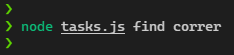 ❯
❯ node tasks.js find correr
❯